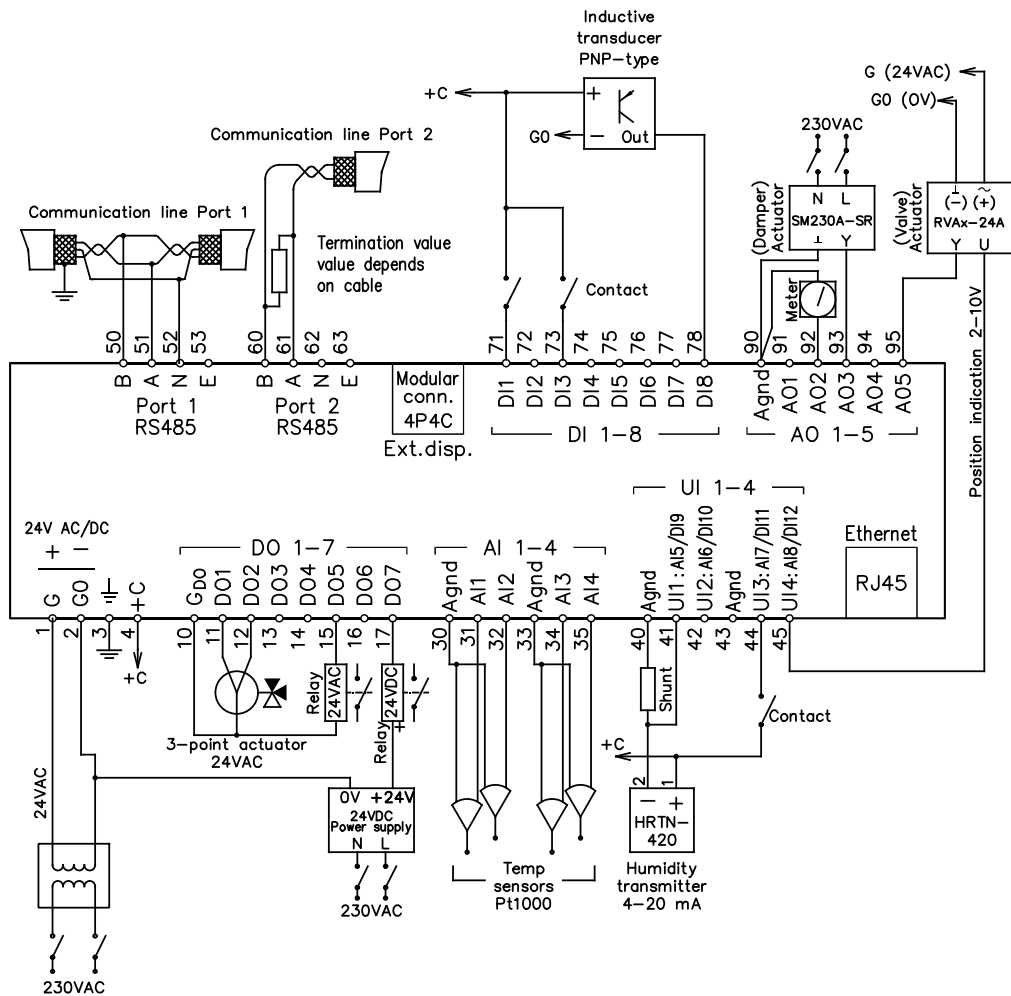 Inductive
transducer
PNP-type
+C
+
G0
-
Out
G (24VAC)
G0 (0V)
230VAC
N L
SM230A-SR
⊥ Y
(Damper)
Actuator
Meter
⊥ ~
(-) (+)
RVAx-24A
Y U
(Valve)
Actuator
Position indication 2-10V
Communication line Port 2
Communication line Port 1
Termination value
value depends
on cable
Contact
50 51 52 53
60 61 62 63
71 72 73 74 75 76 77 78
90 91 92 93 94 95
B A N E
Port 1
RS485
B A N E
Port 2
RS485
Modular
conn.
4P4C
Ext.disp.
DI1 DI2 DI3 DI4 DI5 DI6 DI7 DI8
DI 1-8
Agnd AO1 AO2 AO3 AO4 AO5
AO 1-5
24V AC/DC
+ -
G G0 ⏚ +C
DO 1-7
GDO DO1 DO2 DO3 DO4 DO5 DO6 DO7
AI 1-4
Agnd AI1 AI2 Agnd AI3 AI4
UI 1-4
Agnd
UI1: AI5/DI9
UI2: AI6/DI10
Agnd
UI3: AI7/DI11
UI4: AI8/DI12
Ethernet
RJ45
1 2 3 4
10 11 12 13 14 15 16 17
30 31 32 33 34 35
40 41 42 43 44 45
+C
3-point actuator
24VAC
Relay
24VAC
Relay
24VDC
+
Shunt
Contact
+C
2 1
- +
HRTN-
420
Humidity
transmitter
4-20 mA
Temp
sensors
Pt1000
0V +24V
24VDC
Power supply
N L
230VAC
24VAC
230VAC